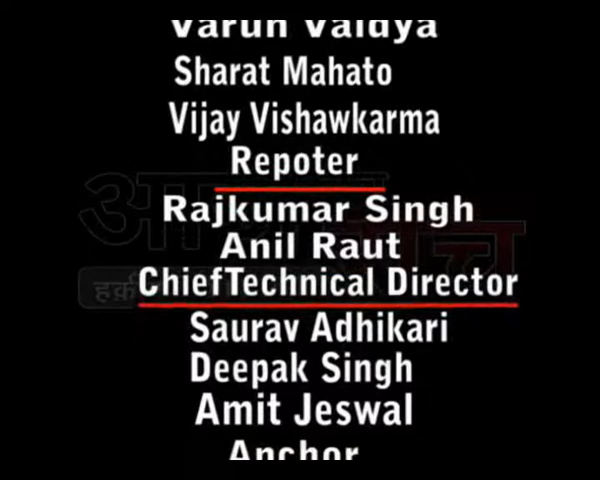 Varun Vaidya
Sharat Mahato
Vijay Vishawkarma
Repoter
Rajkumar Singh
Anil Raut
ChiefTechnical Director
Saurav Adhikari
Deepak Singh
Amit Jeswal
Anchor